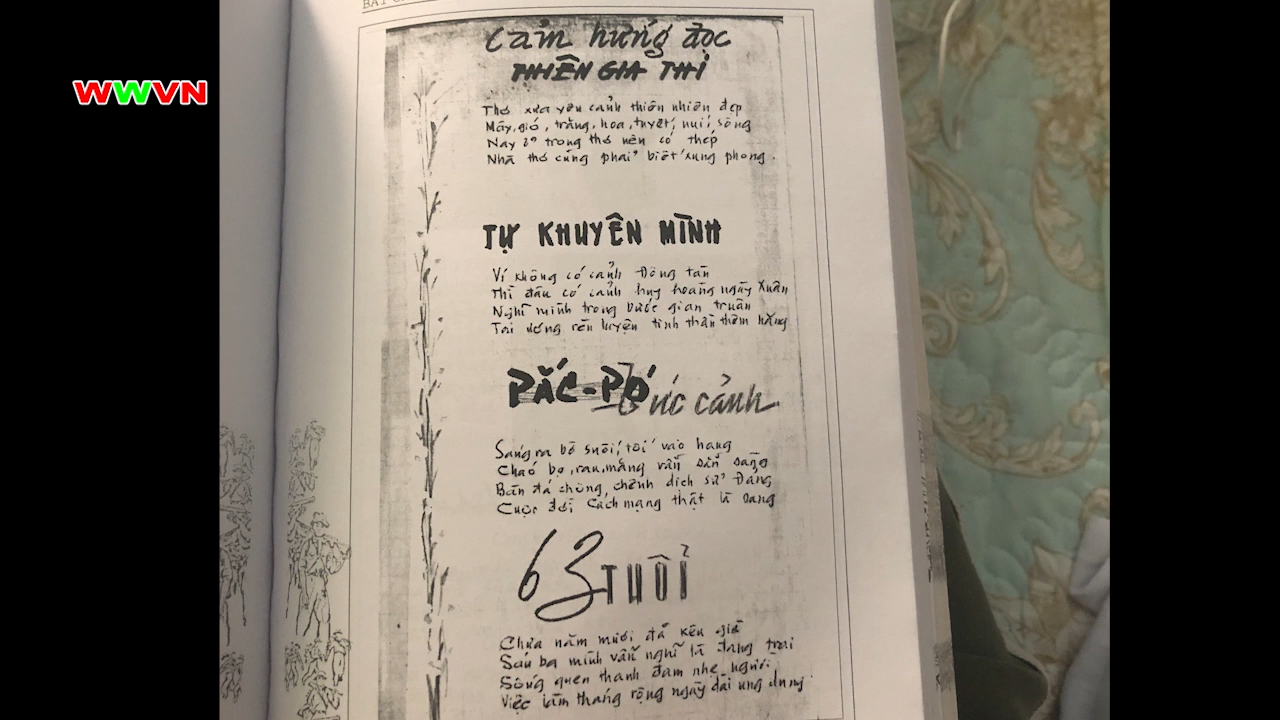 WWVN
Cảm hứng đọc
THIÊN GIA THI
Thơ xưa yêu cảnh thiên nhiên đẹp
Mây, gió, trăng, hoa, tuyết, núi, sông
Nay ở trong thơ nên có thép
Nhà thơ cũng phải biết xung phong.
TỰ KHUYÊN MÌNH
Ví không có cảnh Đông tàn
Thì đâu có cảnh huy hoàng ngày Xuân
Nghĩ mình trong bước gian truân
Tai ương rèn luyện tinh thần thêm hăng
PẮC-PÓ tức cảnh
Sáng ra bờ suối, tối vào hang
Cháo bẹ, rau, măng vẫn sẵn sàng
Bàn đá chông chênh dịch sử Đảng
Cuộc đời Cách mạng thật là sang
63 TUỔI
Chưa năm mươi đã kêu già
Sáu ba mình vẫn nghĩ là đang trai
Sống quen thanh đạm nhẹ người
Việc làm tháng rộng ngày dài ung dung